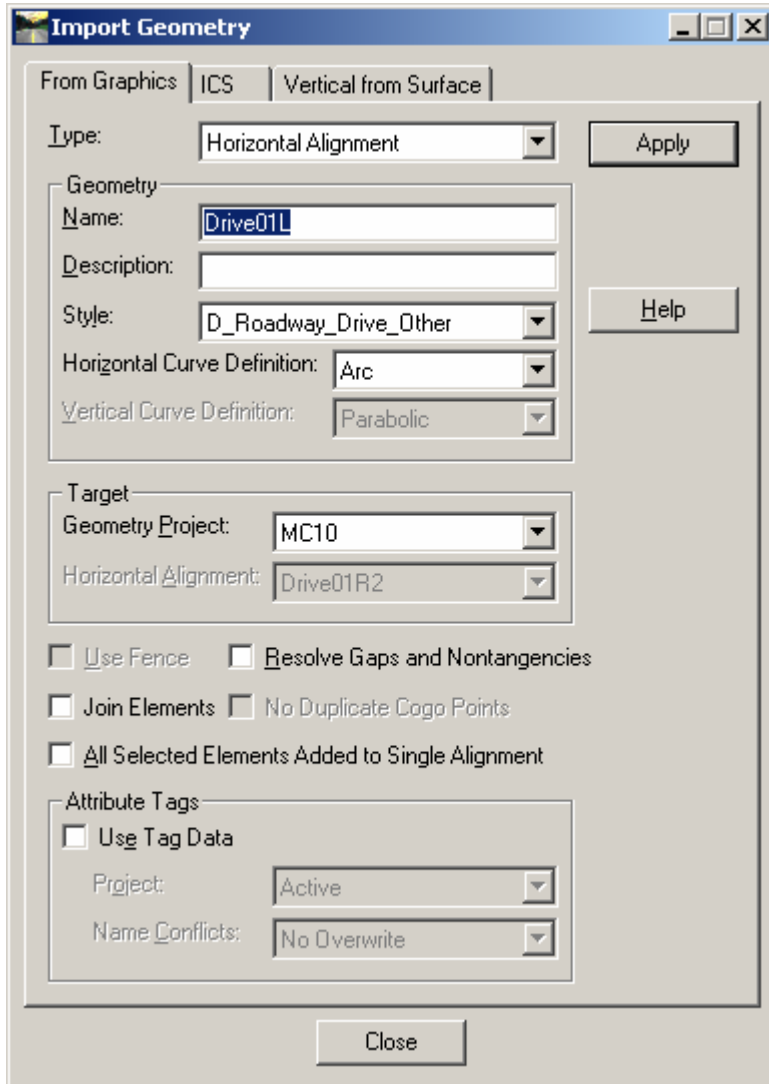 Import Geometry
From Graphics ICS Vertical from Surface
Type: Horizontal Alignment Apply
Geometry
Name: Drive01L
Description:
Help
Style: D_Roadway_Drive_Other
Horizontal Curve Definition: Arc
Vertical Curve Definition: Parabolic
Target
Geometry Project: MC10
Horizontal Alignment: Drive01R2
Use Fence Resolve Gaps and Nontangencies
Join Elements No Duplicate Cogo Points
All Selected Elements Added to Single Alignment
Attribute Tags
Use Tag Data
Project: Active
Name Conflicts: No Overwrite
Close